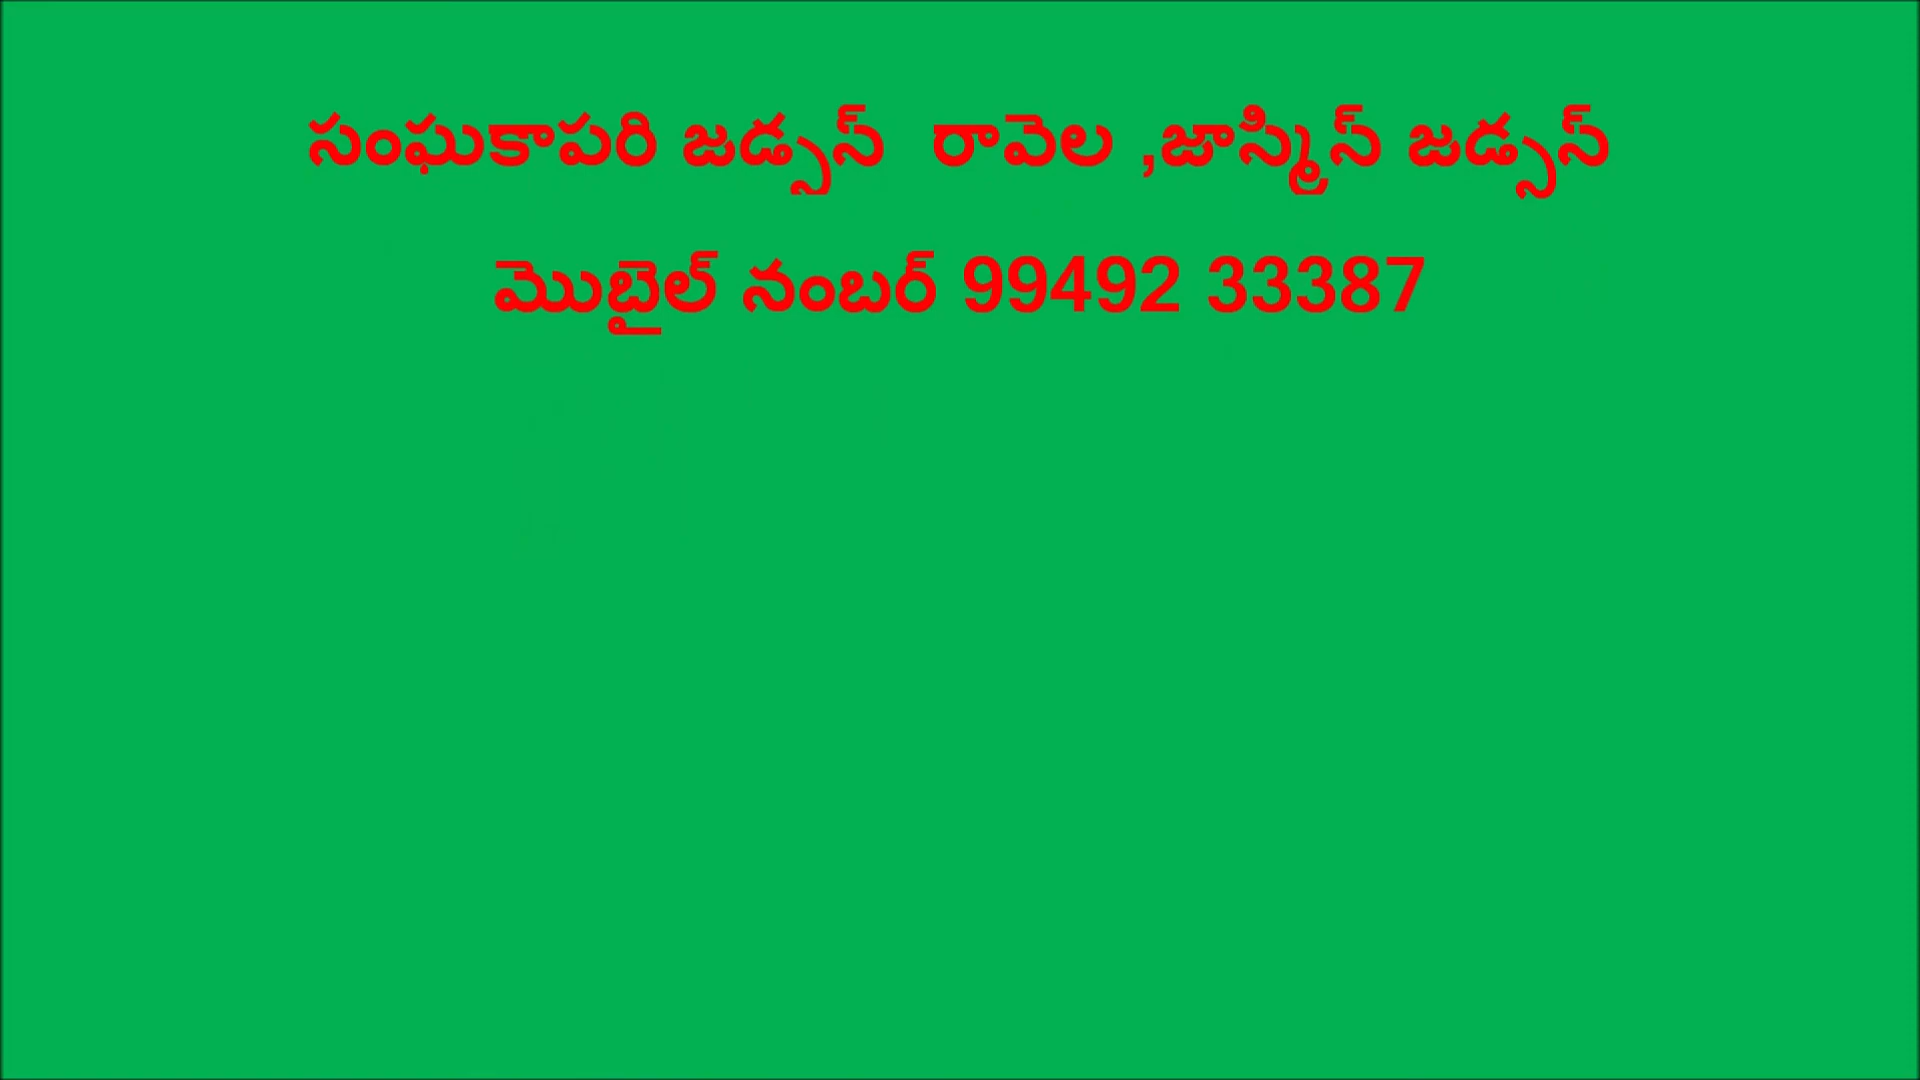 సంఘకాపరి జడ్సన్  రావెల ,జాస్మిన్ జడ్సన్
మొబైల్ నంబర్ 99492 33387